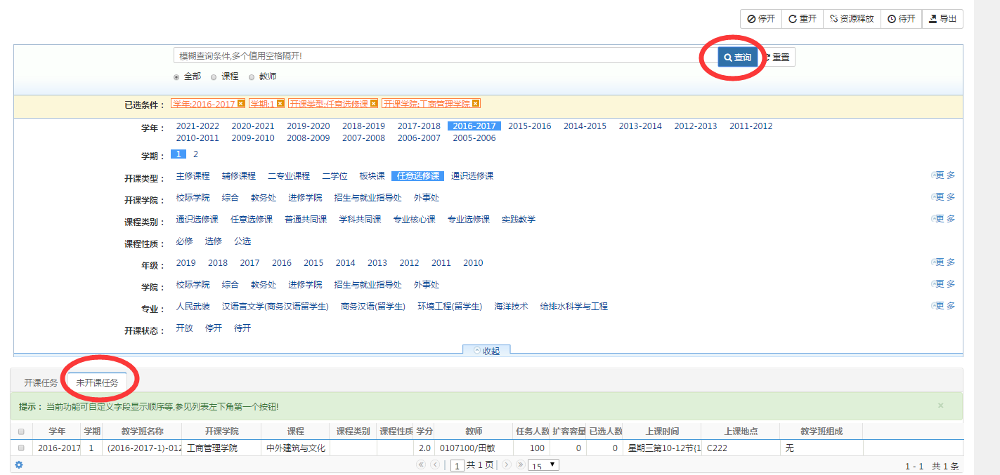 停开 重开 资源释放 待开 导出
模糊查询条件,多个值用空格隔开! 查询 重置
全部 课程 教师
已选条件： 学年:2016-2017 学期:1 开课类型:任意选修课 开课学院:工商管理学院
学年： 2021-2022 2020-2021 2019-2020 2018-2019 2017-2018 2016-2017 2015-2016 2014-2015 2013-2014 2012-2013 2011-2012
2010-2011 2009-2010 2008-2009 2007-2008 2006-2007 2005-2006
学期： 1 2
开课类型： 主修课程 辅修课程 二专业课程 二学位 板块课 任意选修课 通识选修课 更 多
开课学院： 校际学院 综合 教务处 进修学院 招生与就业指导处 外事处 更 多
课程类别： 通识选修课 任意选修课 普通共同课 学科共同课 专业核心课 专业选修课 实践教学 更 多
课程性质： 必修 选修 公选
年级： 2019 2018 2017 2016 2015 2014 2013 2012 2011 2010 更 多
学院： 校际学院 综合 教务处 进修学院 招生与就业指导处 外事处 更 多
专业： 人民武装 汉语言文学(商务汉语留学生) 商务汉语(留学生) 环境工程(留学生) 海洋技术 给排水科学与工程 更 多
开课状态： 开放 停开 待开
收起
开课任务 未开课任务
提示： 当前功能可自定义字段显示顺序等,参见列表左下角第一个按钮! ×
学年 学期 教学班名称 开课学院 课程 课程类别 课程性质 学分 教师 任务人数 扩容容量 已选人数 上课时间 上课地点 教学班组成
2016-2017 1 (2016-2017-1)-012 工商管理学院 中外建筑与文化 2.0 0107100/田敏 100 0 0 星期三第10-12节{1 C222 无
1 共 1 页 15 1 - 1 共 1 条